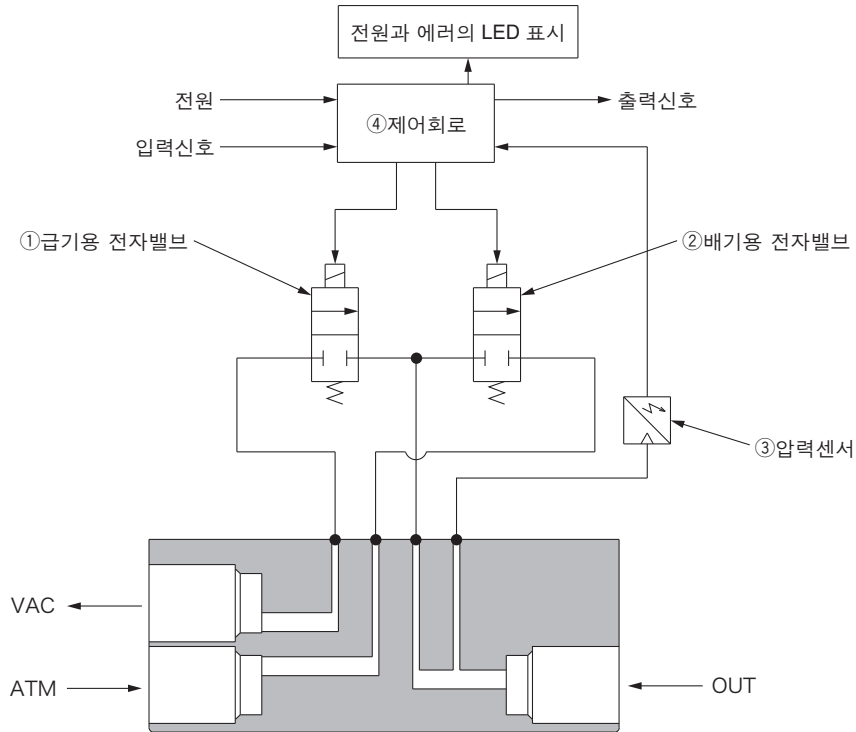 전원과 에러의 LED 표시
전원
출력신호
④제어회로
입력신호
①급기용 전자밸브
②배기용 전자밸브
③압력센서
VAC
ATM
OUT